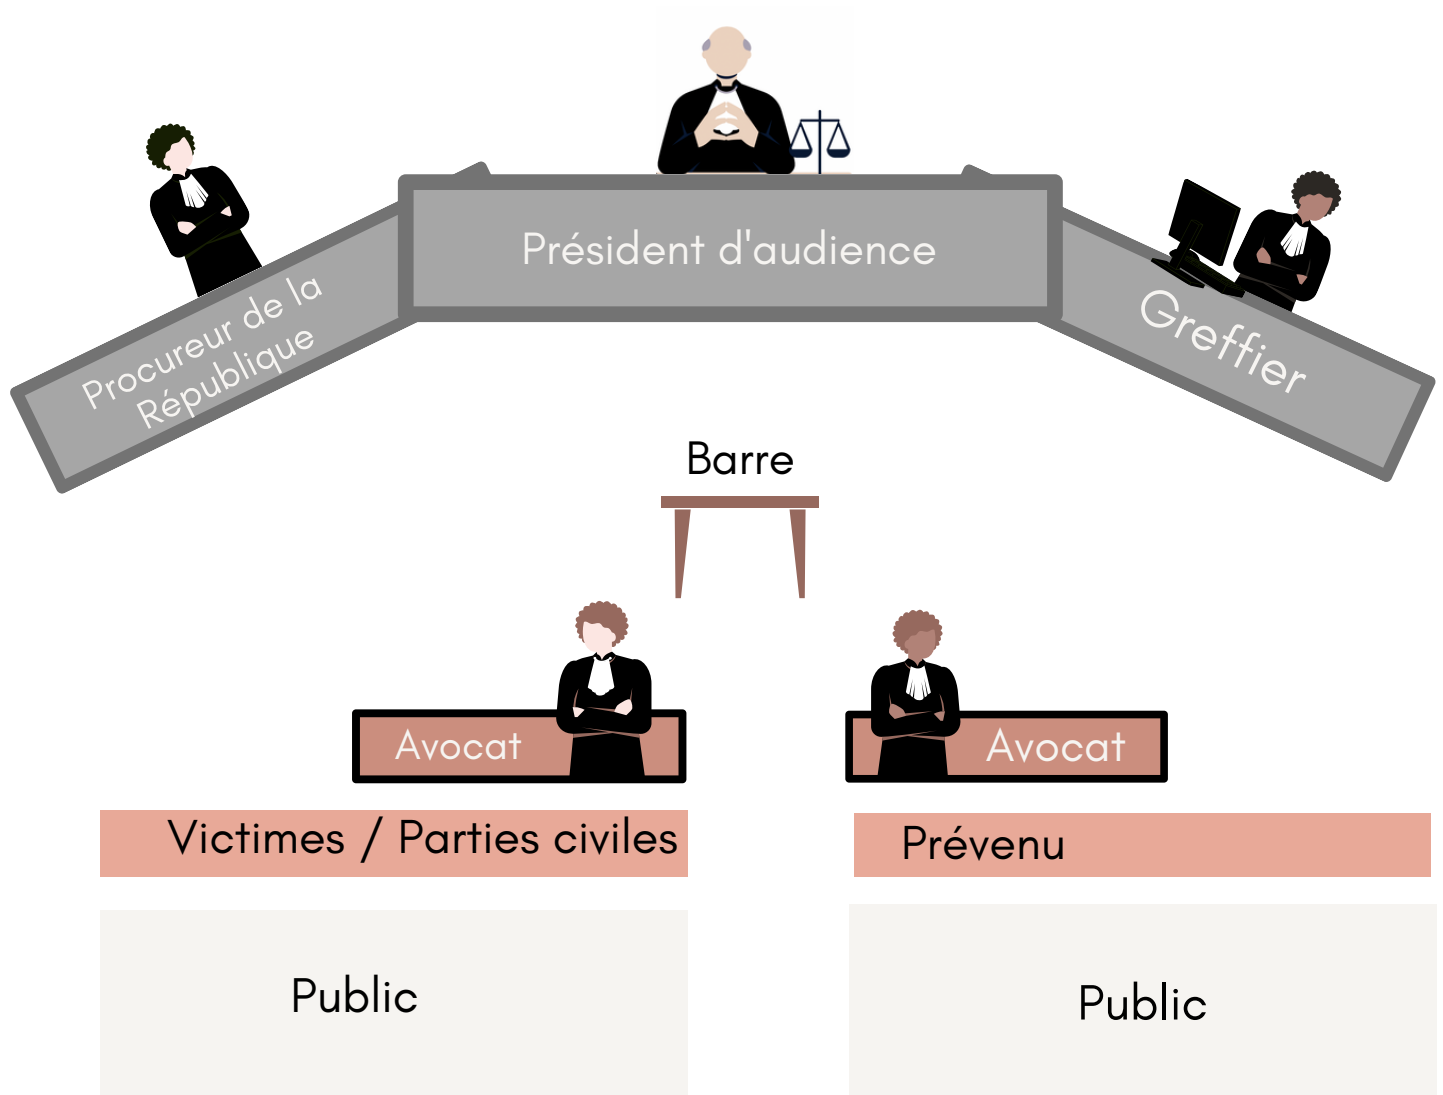 Président d'audience
Procureur de la
République
Greffier
Barre
Avocat
Avocat
Victimes / Parties civiles
Prévenu
Public
Public